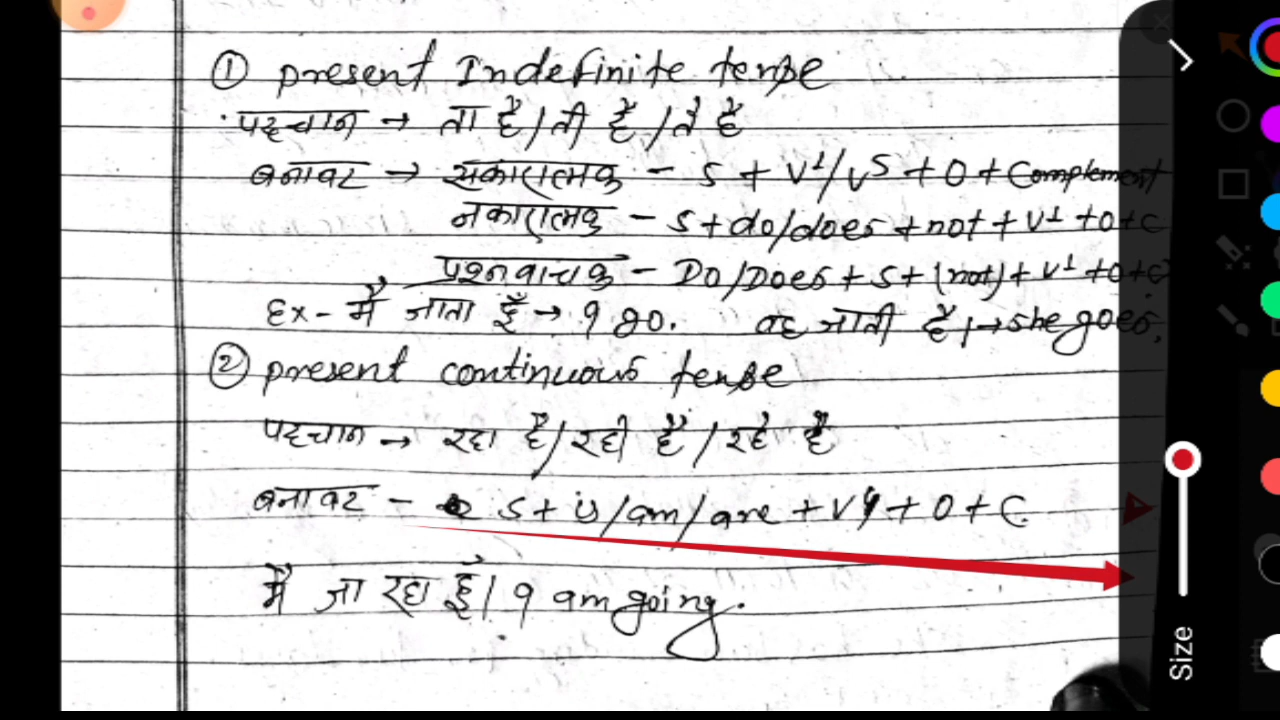 ① present Indefinite tense
पहचान → ता है/ती है/ते हैं
बनावट → सकारात्मक - S + V¹/V⁵ + O + Complement
नकारात्मक - S + do/does + not + V¹ + O + C
प्रश्नवाचक - Do/Does + S + (not) + V¹ + O + C
Ex - मैं जाता हूँ → I go. वह जाती है। → She goes.
② present continuous tense
पहचान → रहा है/रही है/रहे हैं
बनावट - S + is/am/are + V⁴ + O + C
मैं जा रहा हूँ। I am going.
Size